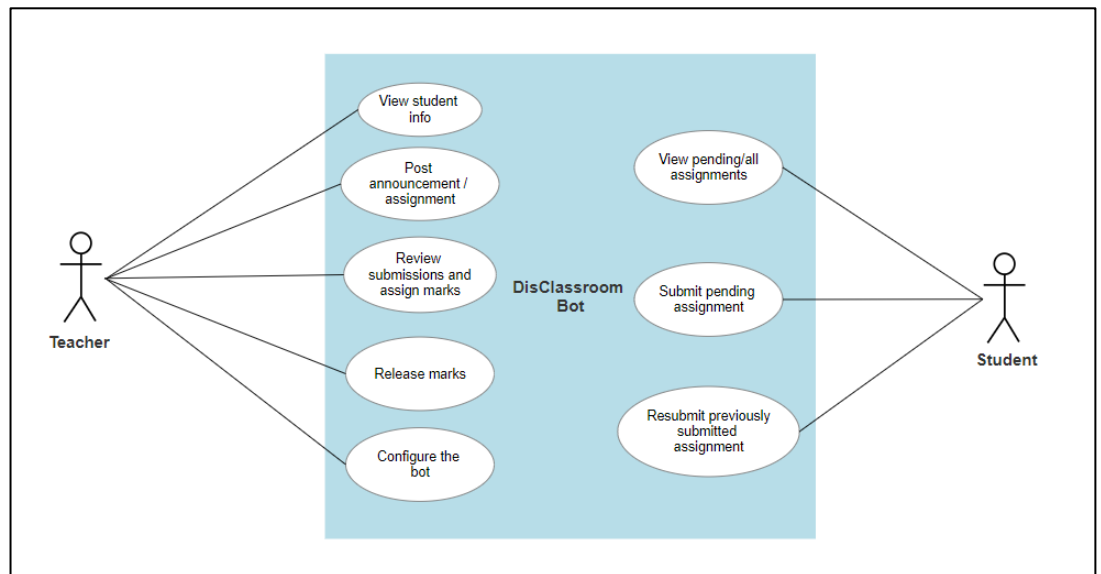 View student
info
Post
announcement /
assignment
Review
submissions and
assign marks
Release marks
Configure the
bot
Teacher
DisClassroom
Bot
View pending/all
assignments
Submit pending
assignment
Resubmit previously
submitted
assignment
Student